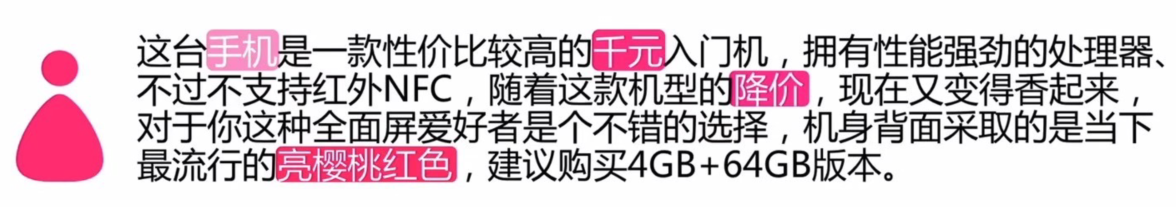 这台手机是一款性价比较高的千元入门机，拥有性能强劲的处理器、
不过不支持红外NFC，随着这款机型的降价，现在又变得香起来，
对于你这种全面屏爱好者是个不错的选择，机身背面采取的是当下
最流行的亮樱桃红色，建议购买4GB+64GB版本。